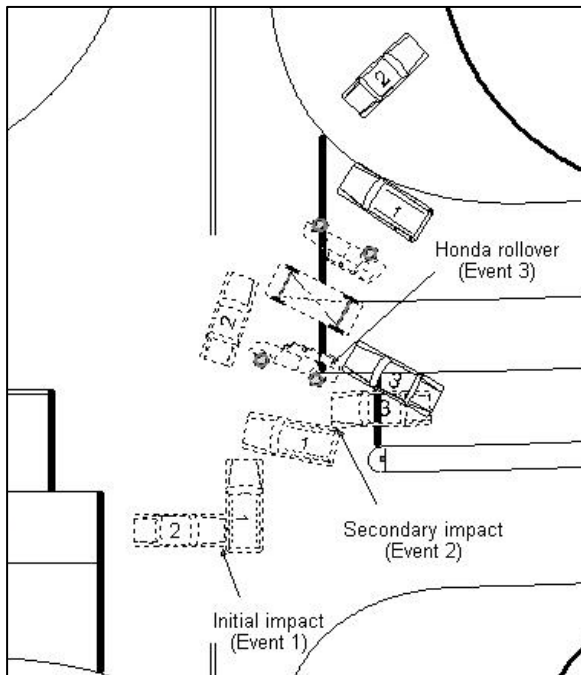 2
1
Honda rollover
(Event 3)
2
3
3
1
Secondary impact
(Event 2)
2
1
Initial impact
(Event 1)